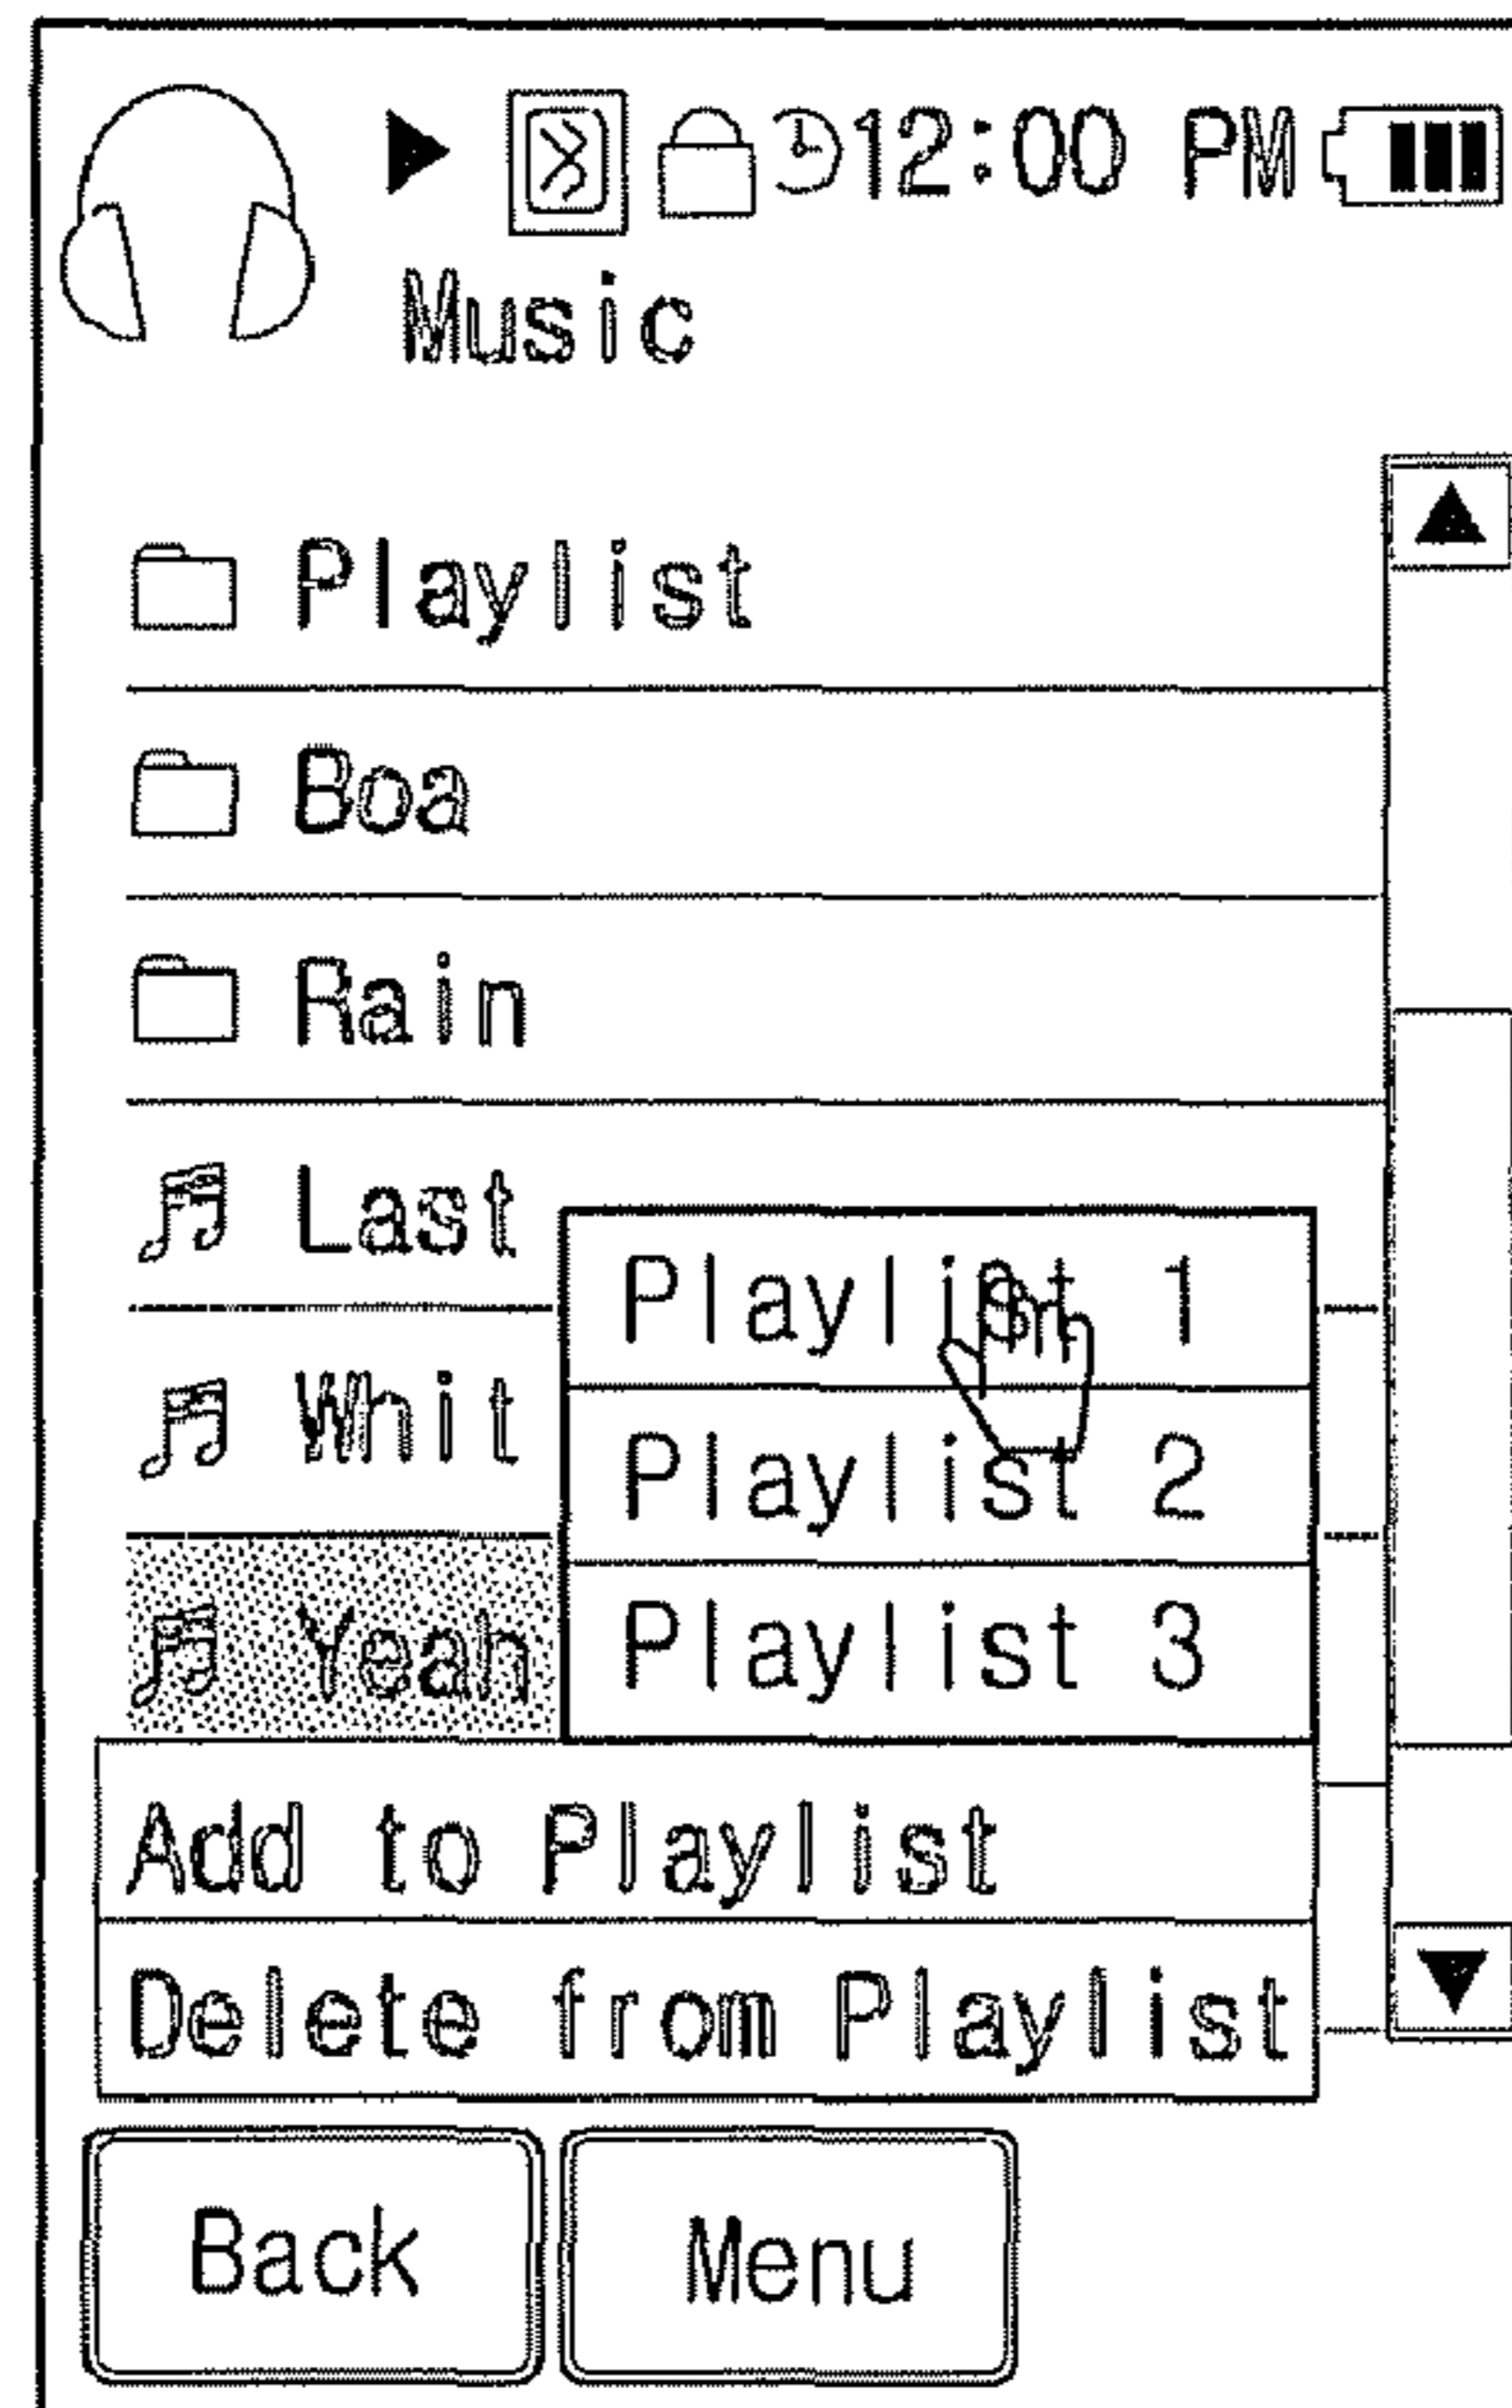 12:00 PM
Music
Playlist
Boa
Rain
Last
Whit
Yeah
Playlist 1
Playlist 2
Playlist 3
Add to Playlist
Delete from Playlist
Back
Menu